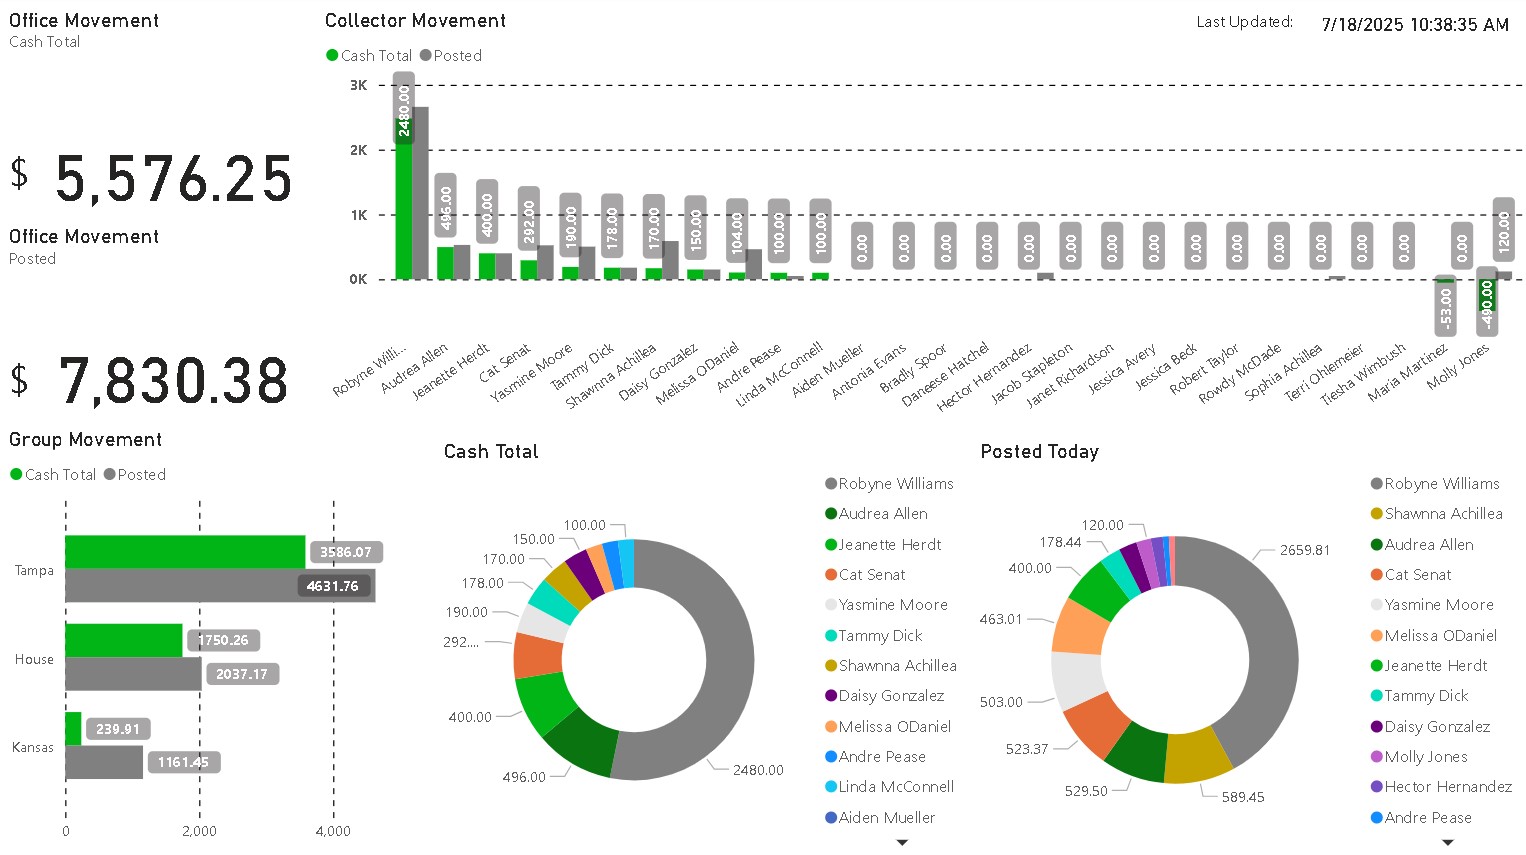 Office Movement
Cash Total
$ 5,576.25
Office Movement
Posted
$ 7,830.38
Collector Movement
Last Updated: 7/18/2025 10:38:35 AM
Cash Total Posted
3K
2K
1K
0K
2480.00
496.00
400.00
292.00
190.00
178.00
170.00
150.00
104.00
100.00
100.00
0.00
0.00
0.00
0.00
0.00
0.00
0.00
0.00
0.00
0.00
0.00
0.00
0.00
0.00
-53.00
0.00
-490.00
120.00
Robyne Willi...
Audrea Allen
Jeanette Herdt
Cat Senat
Yasmine Moore
Tammy Dick
Shawnna Achillea
Daisy Gonzalez
Melissa ODaniel
Andre Pease
Linda McConnell
Aiden Mueller
Antonia Evans
Bradly Spoor
Daneese Hatchel
Hector Hernandez
Jacob Stapleton
Janet Richardson
Jessica Avery
Jessica Beck
Robert Taylor
Rowdy McDade
Sophia Achillea
Terri Ohlemeier
Tiesha Wimbush
Maria Martinez
Molly Jones
Group Movement
Cash Total Posted
Tampa
3586.07
4631.76
House
1750.26
2037.17
Kansas
239.91
1161.45
0
2,000
4,000
Cash Total
100.00
150.00
170.00
178.00
190.00
292....
400.00
496.00
2480.00
Robyne Williams
Audrea Allen
Jeanette Herdt
Cat Senat
Yasmine Moore
Tammy Dick
Shawnna Achillea
Daisy Gonzalez
Melissa ODaniel
Andre Pease
Linda McConnell
Aiden Mueller
Posted Today
120.00
178.44
400.00
463.01
503.00
523.37
529.50
589.45
2659.81
Robyne Williams
Shawnna Achillea
Audrea Allen
Cat Senat
Yasmine Moore
Melissa ODaniel
Jeanette Herdt
Tammy Dick
Daisy Gonzalez
Molly Jones
Hector Hernandez
Andre Pease